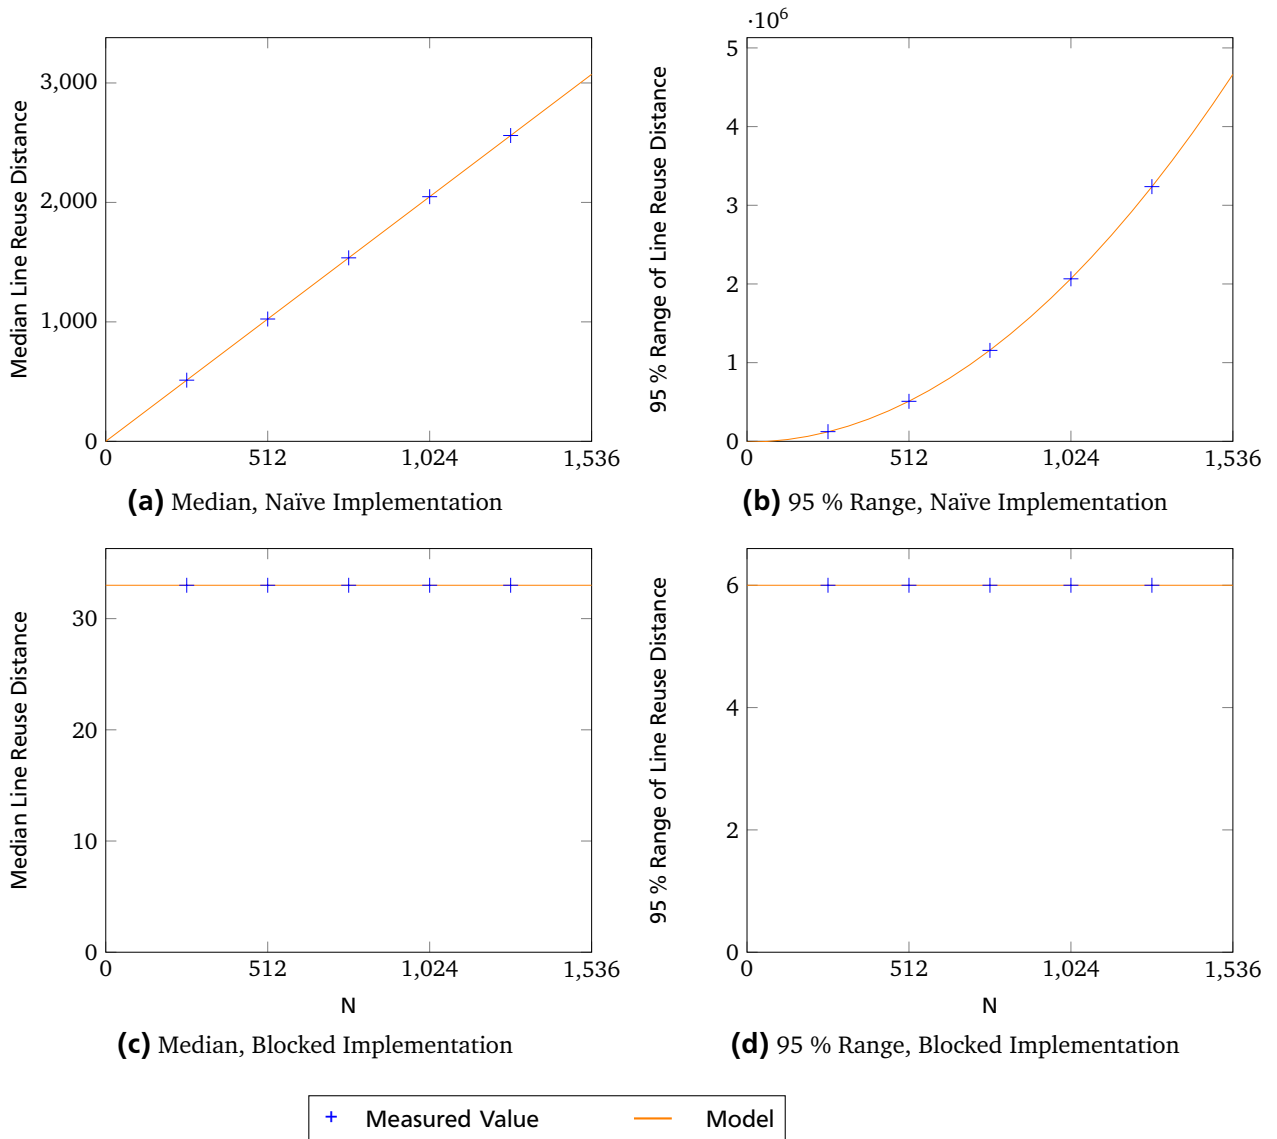 ·10⁶
Median Line Reuse Distance
3,000
2,000
1,000
0
0 512 1,024 1,536
(a) Median, Naïve Implementation
95 % Range of Line Reuse Distance
5
4
3
2
1
0
0 512 1,024 1,536
(b) 95 % Range, Naïve Implementation
Median Line Reuse Distance
30
20
10
0
0 512 1,024 1,536
N
(c) Median, Blocked Implementation
95 % Range of Line Reuse Distance
6
4
2
0
0 512 1,024 1,536
N
(d) 95 % Range, Blocked Implementation
Measured Value Model